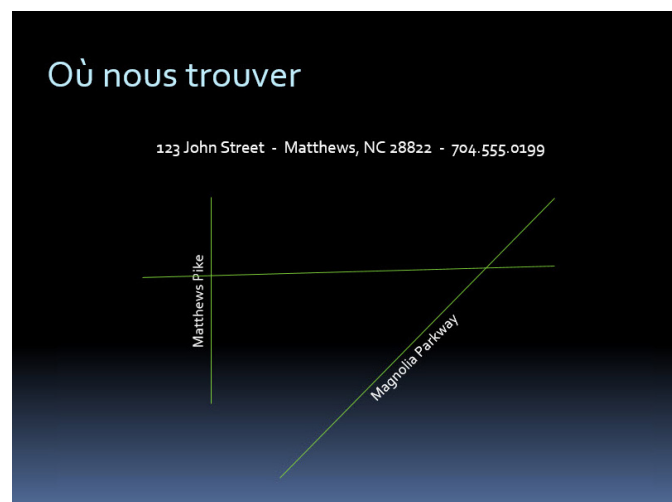 Où nous trouver
123 John Street - Matthews, NC 28822 - 704.555.0199
Matthews Pike
Magnolia Parkway